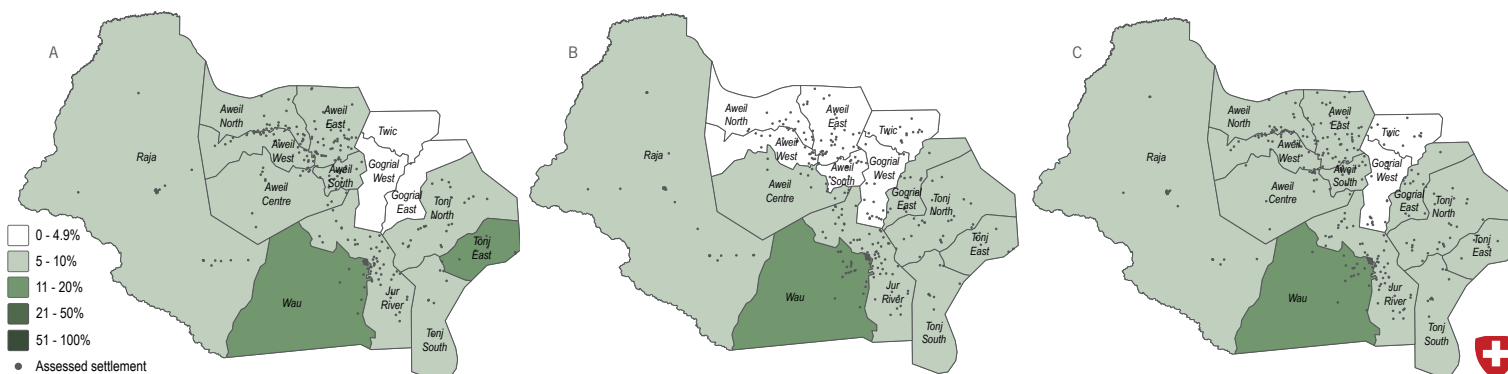 A
Raja
Aweil
North
Aweil
East
Aweil
West
Aweil
South
Aweil
Centre
Twic
Gogrial
West
Gogrial
East
Tonj
North
Tonj
East
Wau
Jur
River
Tonj
South
0 - 4.9%
5 - 10%
11 - 20%
21 - 50%
51 - 100%
Assessed settlement
B
Raja
Aweil
North
Aweil
East
Aweil
West
Aweil
South
Aweil
Centre
Twic
Gogrial
West
Gogrial
East
Tonj
North
Tonj
East
Wau
Jur
River
Tonj
South
C
Raja
Aweil
North
Aweil
East
Aweil
West
Aweil
South
Aweil
Centre
Twic
Gogrial
West
Gogrial
East
Tonj
North
Tonj
East
Wau
Jur
River
Tonj
South